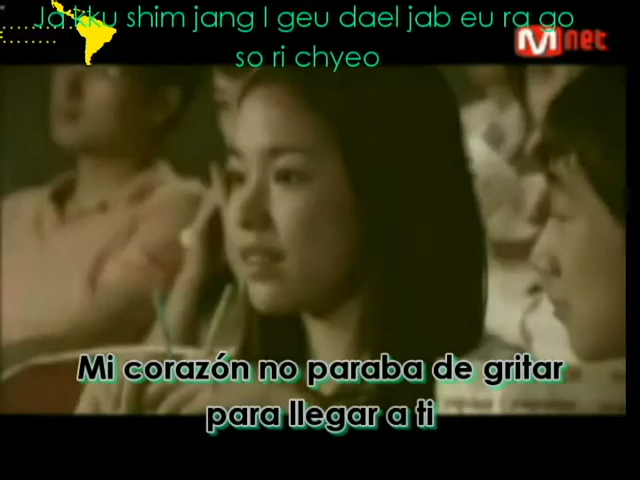 Ja kku shim jang I geu dael jab eu ra go
so ri chyeo
Mnet
Mi corazón no paraba de gritar
para llegar a ti